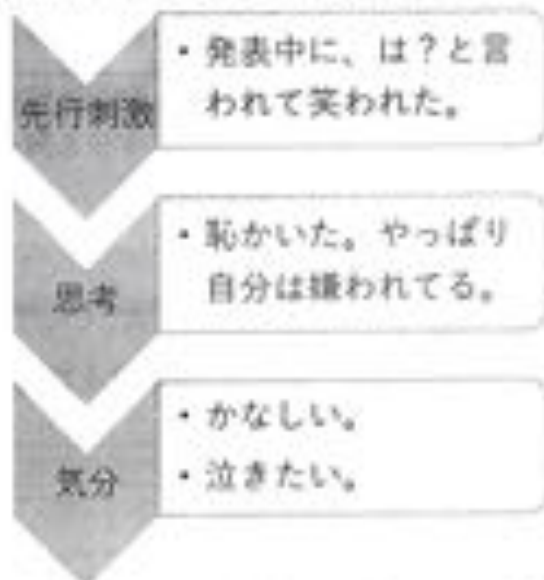 先行刺激
・発表中に、は？と言
われて笑われた。
思考
・恥かいた。やっぱり
自分は嫌われてる。
気分
・かなしい。
・泣きたい。